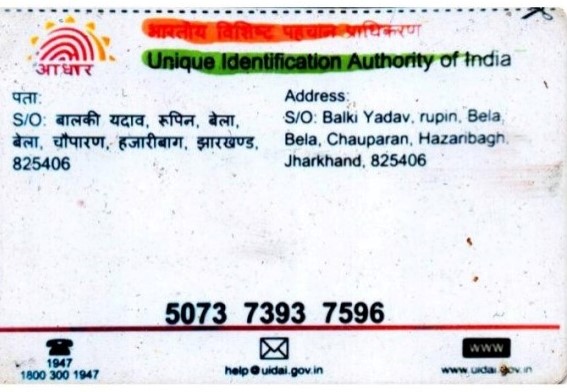 भारतीय विशिष्ट पहचान प्राधिकरण
Unique Identification Authority of India
आधार
पता:
S/O: बालकी यदाव, रूपिन, बेला,
बेला, चौपारण, हजारीबाग, झारखण्ड,
825406
Address:
S/O: Balki Yadav, rupin, Bela,
Bela, Chauparan, Hazaribagh,
Jharkhand, 825406
5073 7393 7596
1947
1800 300 1947
help@uidai.gov.in
www
www.uidai.gov.in